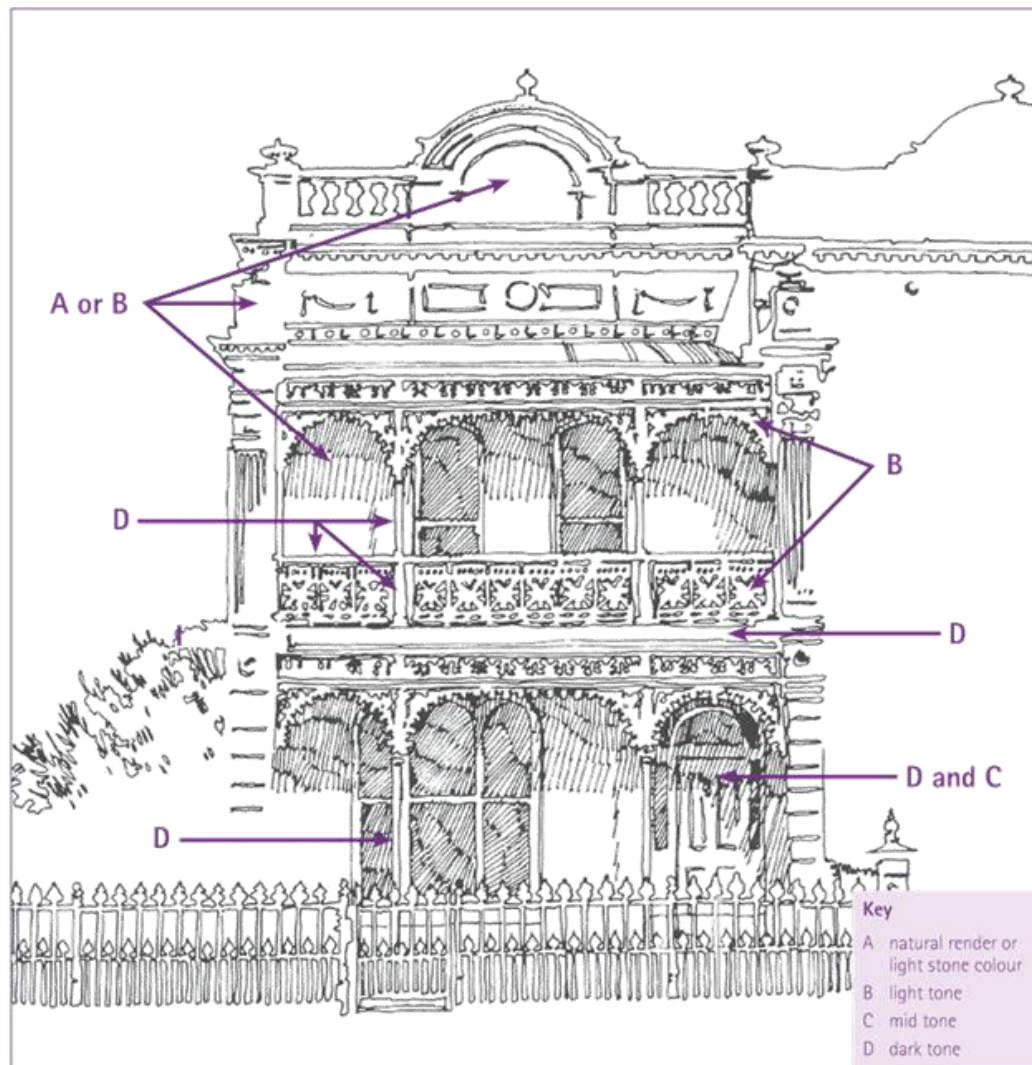 A or B
B
D
D
D and C
D
Key
A natural render or
light stone colour
B light tone
C mid tone
D dark tone